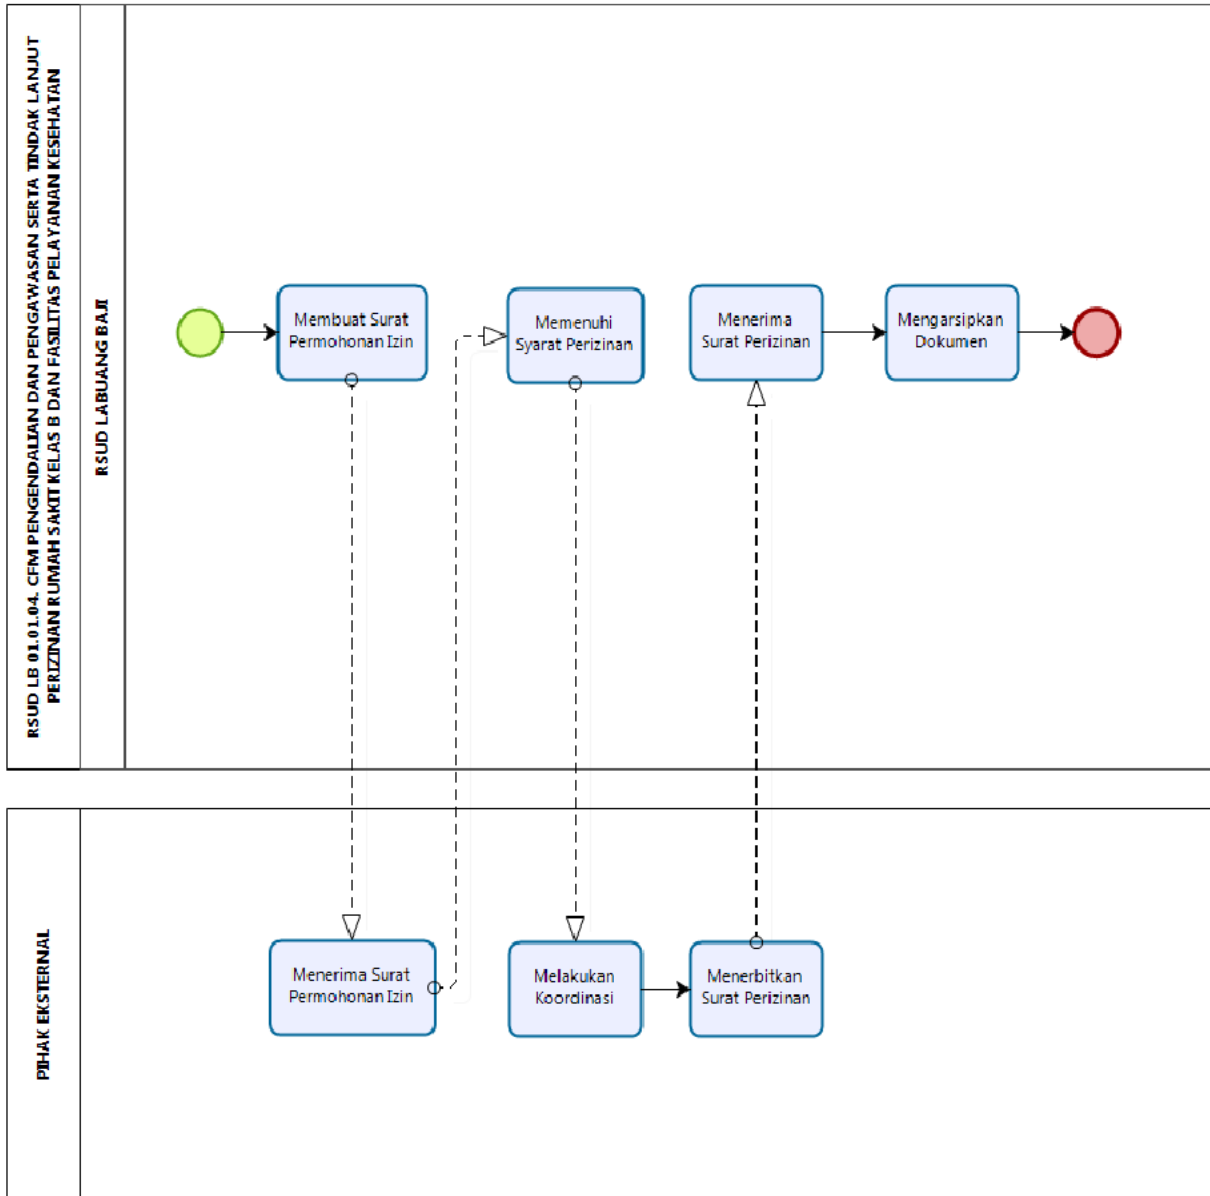 RSUD LB 01.01.04. CFM PENGENDALIAN DAN PENGAWASAN SERTA TINDAK LANJUT
PERIZINAN RUMAH SAKIT KELAS B DAN FASILITAS PELAYANAN KESEHATAN
RSUD LABUANG BAJI
Membuat Surat
Permohonan Izin
Memenuhi
Syarat Perizinan
Menerima
Surat Perizinan
Mengarsipkan
Dokumen
PIHAK EKSTERNAL
Menerima Surat
Permohonan Izin
Melakukan
Koordinasi
Menerbitkan
Surat Perizinan